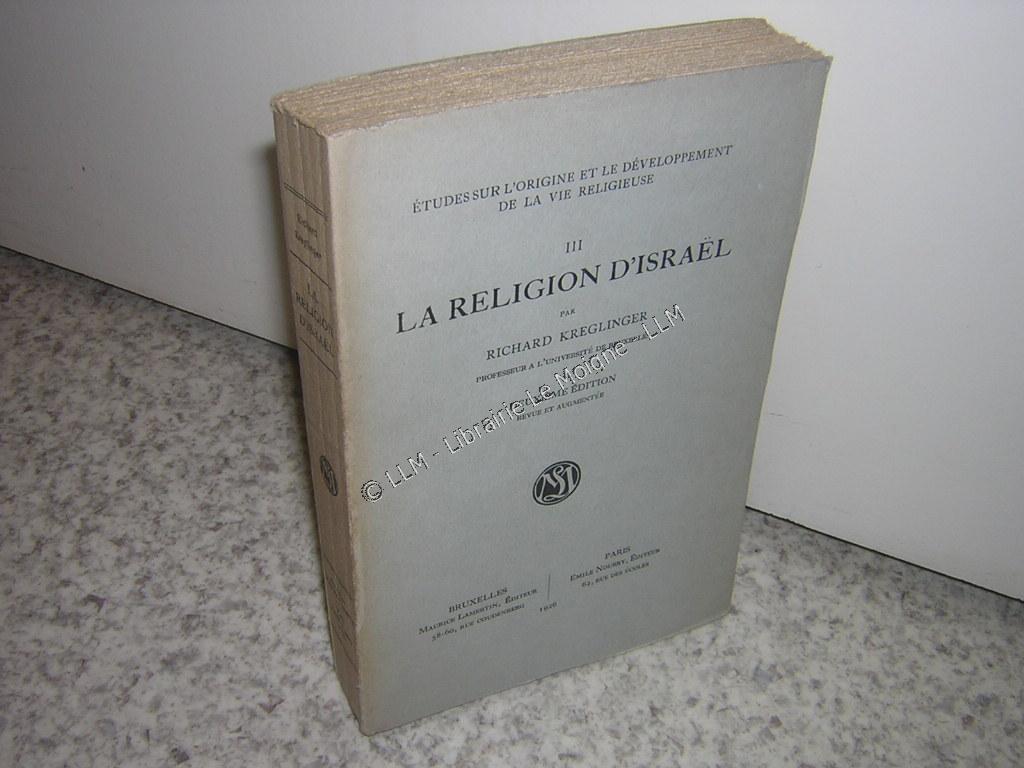 ÉTUDES SUR L'ORIGINE ET LE DÉVELOPPEMENT
DE LA VIE RELIGIEUSE
III
LA RELIGION D'ISRAËL
PAR
RICHARD KREGLINGER
PROFESSEUR A L'UNIVERSITÉ DE
ÉDITION
REVUE ET AUGMENTÉE
© LLM - Librairie Le Moigne - LLM
BRUXELLES
MAURICE LAMERTIN, ÉDITEUR
58-60, RUE COUDENBERG
PARIS
ÉMILE NOURRY, ÉDITEUR
62, RUE DES ÉCOLES
1926
LA
RELIGION
D'ISRAËL